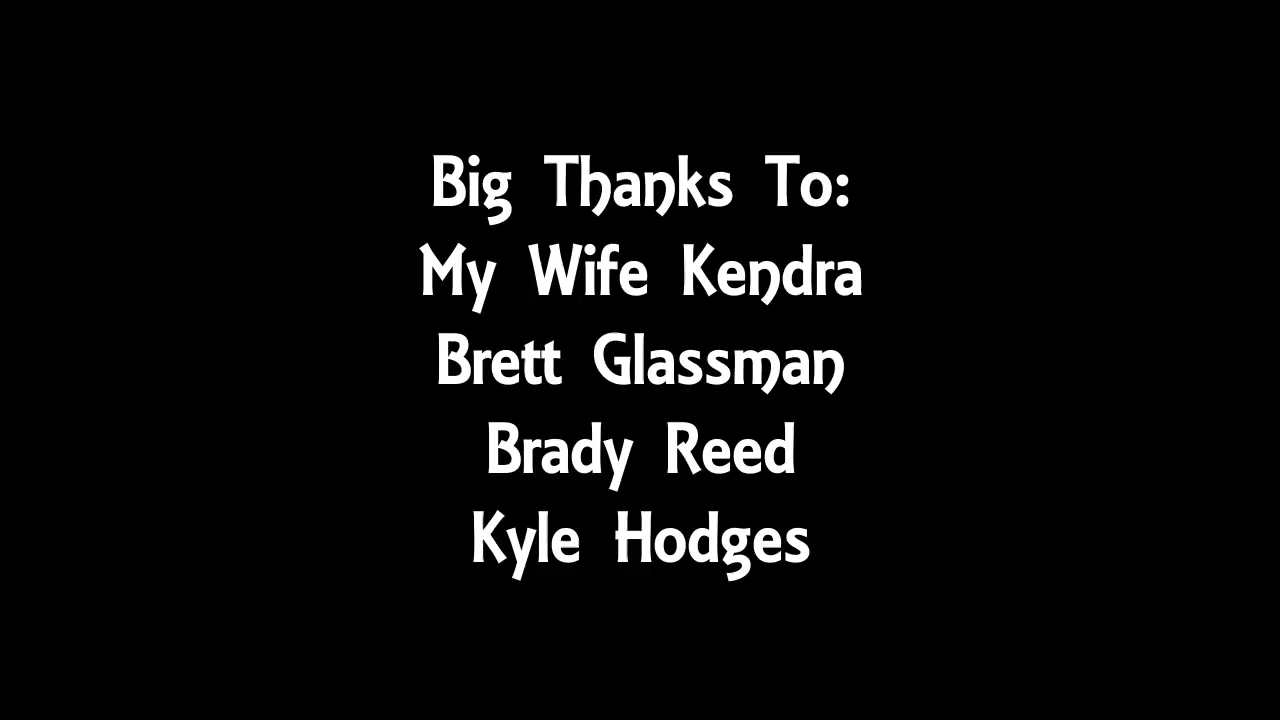 Big Thanks To:
My Wife Kendra
Brett Glassman
Brady Reed
Kyle Hodges